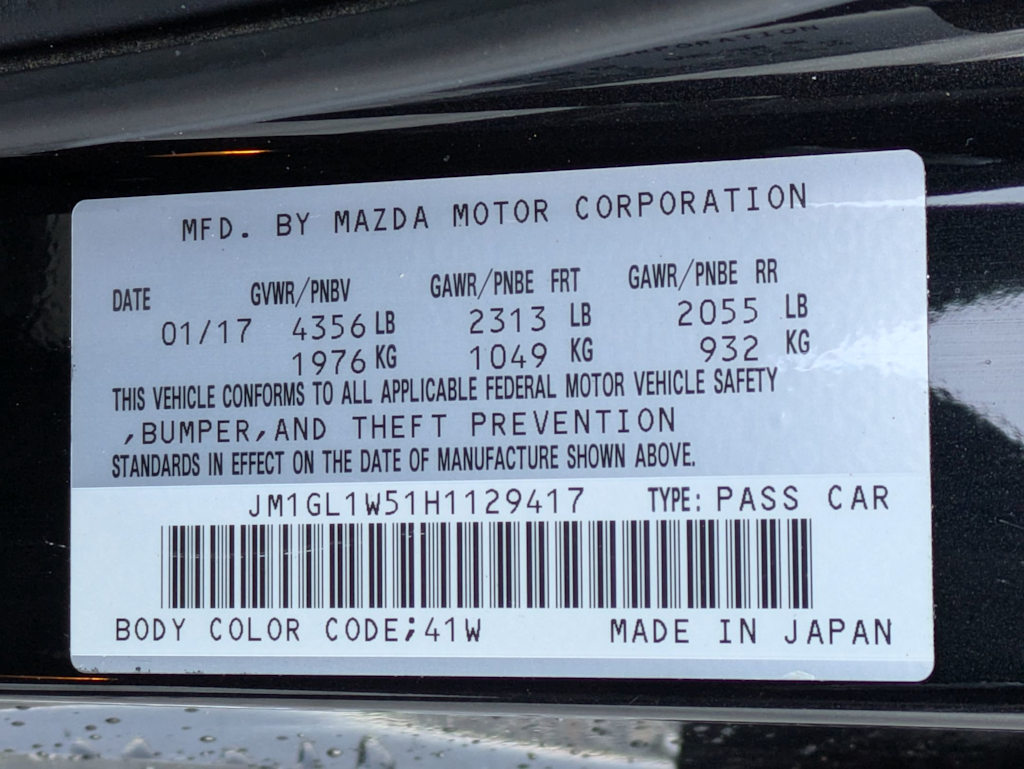 MFD. BY MAZDA MOTOR CORPORATION
DATE GVWR/PNBV GAWR/PNBE FRT GAWR/PNBE RR
01/17 4356 LB 2313 LB 2055 LB
1976 KG 1049 KG 932 KG
THIS VEHICLE CONFORMS TO ALL APPLICABLE FEDERAL MOTOR VEHICLE SAFETY
,BUMPER,AND THEFT PREVENTION
STANDARDS IN EFFECT ON THE DATE OF MANUFACTURE SHOWN ABOVE.
JM1GL1W51H1129417 TYPE: PASS CAR
BODY COLOR CODE;41W MADE IN JAPAN